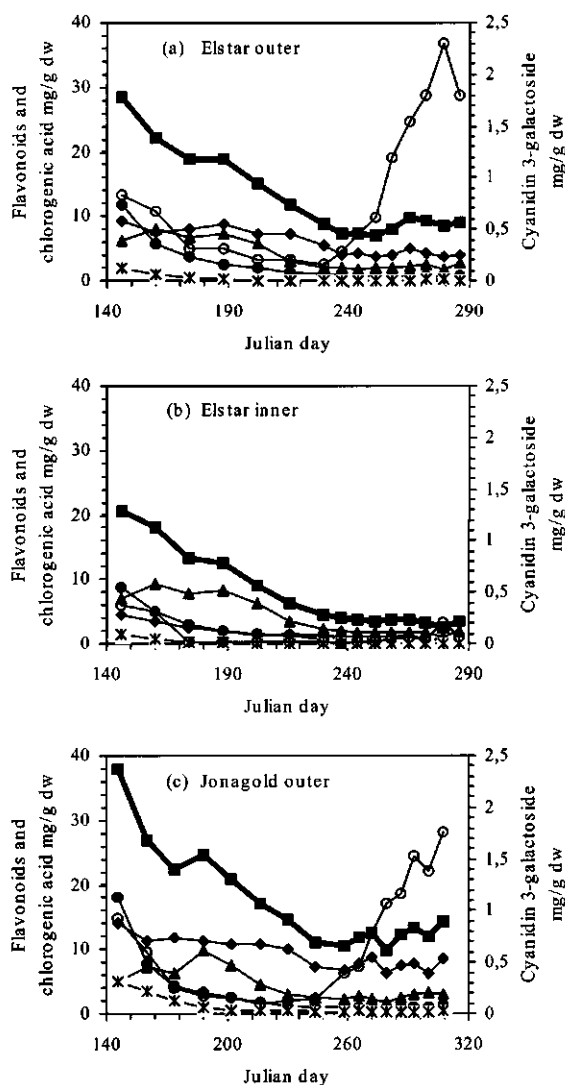 (a) Elstar outer
Flavonoids and
chlorogenic acid mg/g dw
40
30
20
10
0
2,5
2
1,5
1
0,5
0
Cyanidin 3-galactoside
mg/g dw
140 190 240 290
Julian day
(b) Elstar inner
Flavonoids and
chlorogenic acid mg/g dw
40
30
20
10
0
2,5
2
1,5
1
0,5
0
Cyanidin 3-galactoside
mg/g dw
140 190 240 290
Julian day
(c) Jonagold outer
Flavonoids and
chlorogenic acid mg/g dw
40
30
20
10
0
2,5
2
1,5
1
0,5
0
Cyanidin 3-galactoside
mg/g dw
140 200 260 320
Julian day